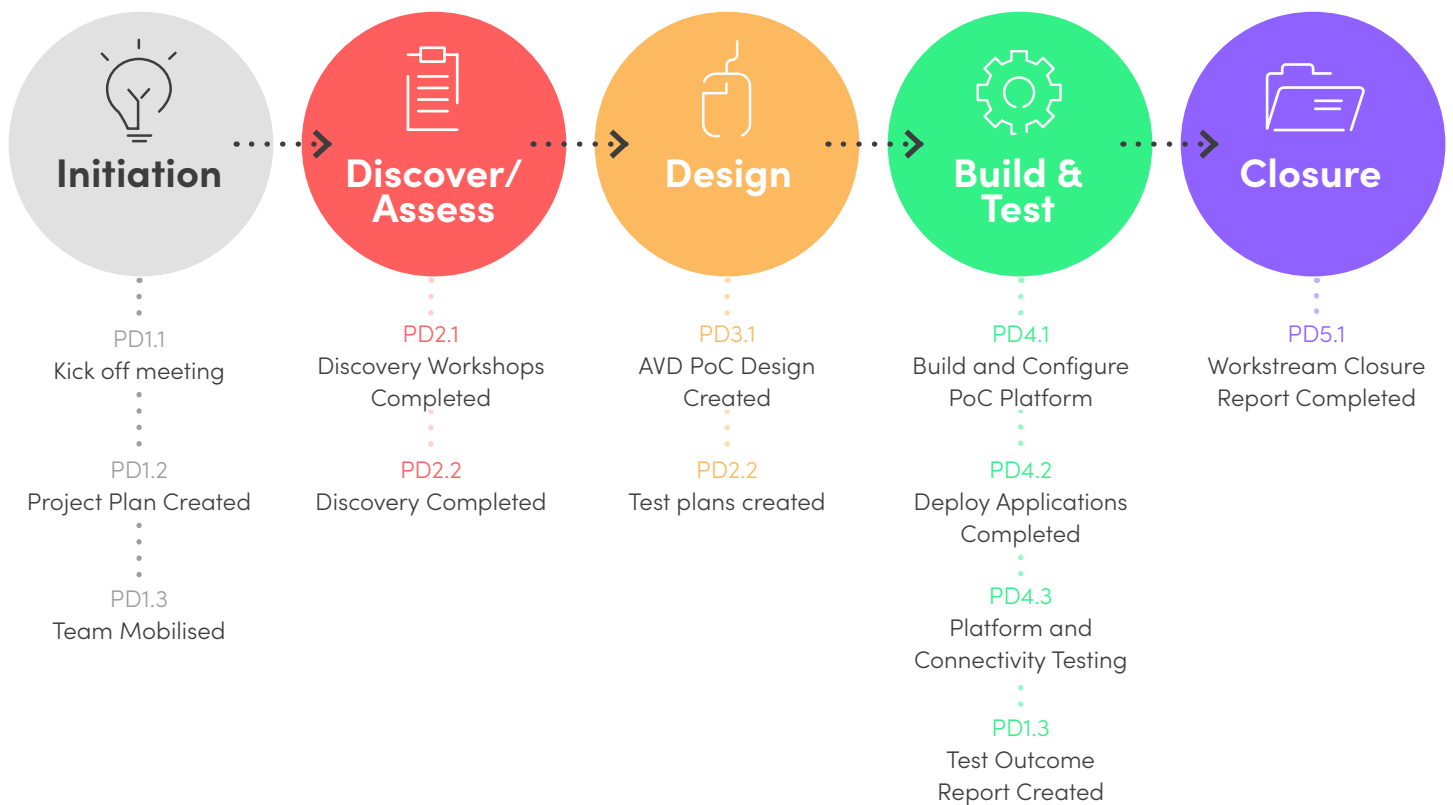 Initiation
Discover/
Assess
Design
Build &
Test
Closure
PD1.1
Kick off meeting
PD1.2
Project Plan Created
PD1.3
Team Mobilised
PD2.1
Discovery Workshops
Completed
PD2.2
Discovery Completed
PD3.1
AVD PoC Design
Created
PD2.2
Test plans created
PD4.1
Build and Configure
PoC Platform
PD4.2
Deploy Applications
Completed
PD4.3
Platform and
Connectivity Testing
PD1.3
Test Outcome
Report Created
PD5.1
Workstream Closure
Report Completed